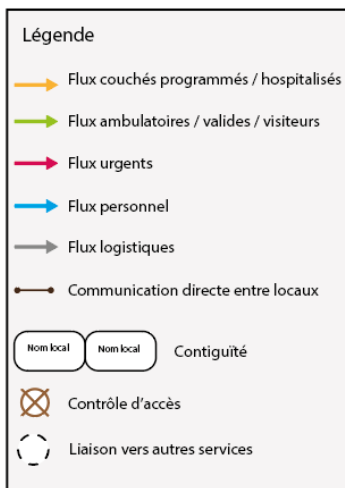 Légende
Flux couchés programmés / hospitalisés
Flux ambulatoires / valides / visiteurs
Flux urgents
Flux personnel
Flux logistiques
Communication directe entre locaux
Nom local Nom local Contiguïté
Contrôle d'accès
Liaison vers autres services